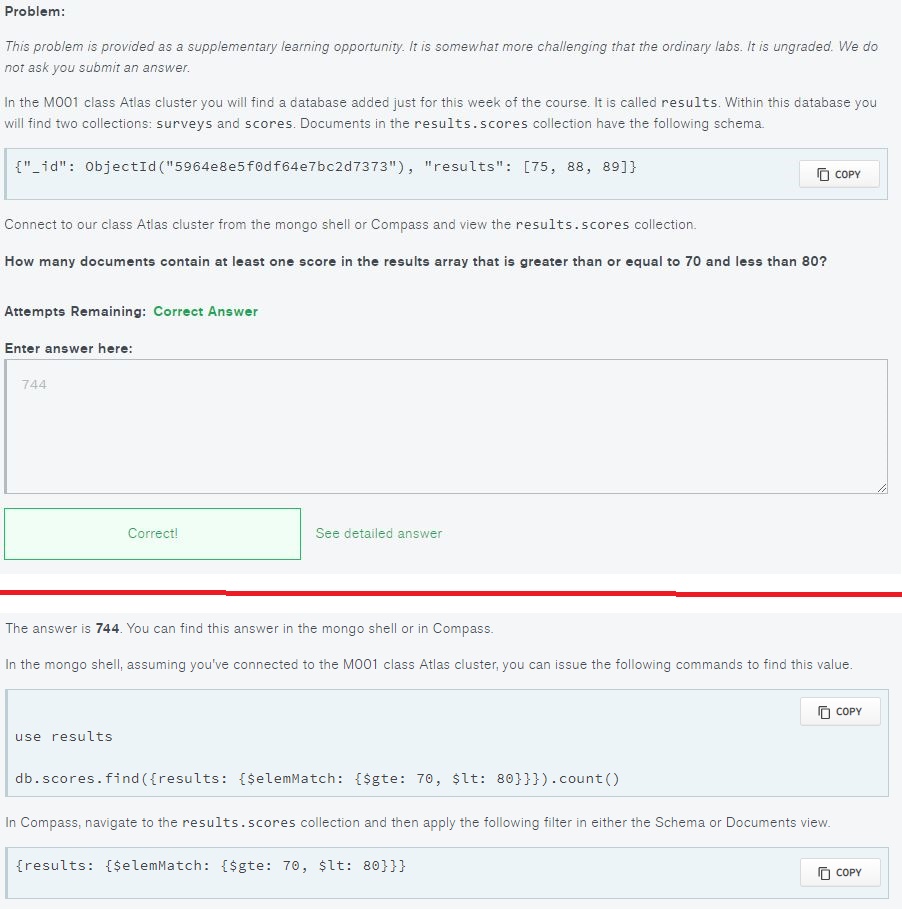 Problem:
This problem is provided as a supplementary learning opportunity. It is somewhat more challenging that the ordinary labs. It is ungraded. We do
not ask you submit an answer.
In the M001 class Atlas cluster you will find a database added just for this week of the course. It is called results. Within this database you
will find two collections: surveys and scores. Documents in the results.scores collection have the following schema.
{"_id": ObjectId("5964e8e5f0df64e7bc2d7373"), "results": [75, 88, 89]}
COPY
Connect to our class Atlas cluster from the mongo shell or Compass and view the results.scores collection.
How many documents contain at least one score in the results array that is greater than or equal to 70 and less than 80?
Attempts Remaining: Correct Answer
Enter answer here:
744
Correct!
See detailed answer
The answer is 744. You can find this answer in the mongo shell or in Compass.
In the mongo shell, assuming you've connected to the M001 class Atlas cluster, you can issue the following commands to find this value.
COPY
use results
db.scores.find({results: {$elemMatch: {$gte: 70, $lt: 80}}}).count()
In Compass, navigate to the results.scores collection and then apply the following filter in either the Schema or Documents view.
{results: {$elemMatch: {$gte: 70, $lt: 80}}}
COPY